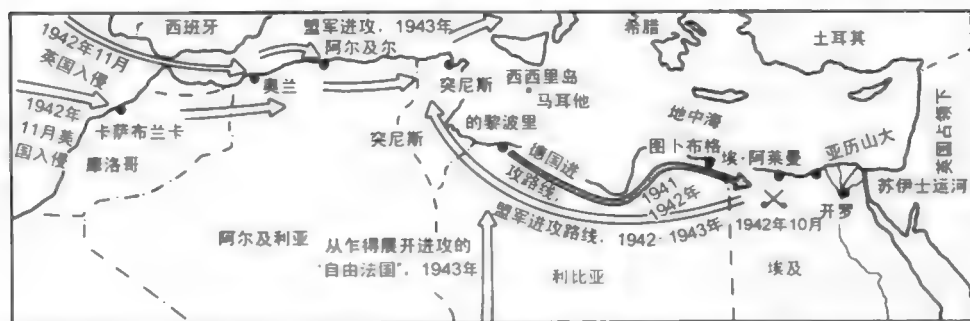 西班牙
盟军进攻，1943年
希腊
土耳其
1942年11月
英国入侵
阿尔及尔
奥兰
突尼斯
西西里岛
马耳他
地中海
1942年
11月美
国入侵
卡萨布兰卡
摩洛哥
突尼斯
的黎波里
德国进
攻路线，
1941
1942年
图卜布格
埃·阿莱曼
亚历山大
英国占领下
苏伊士运河
开罗
盟军进攻路线，1942-1943年
1942年10月
阿尔及利亚
从乍得展开进攻的
“自由法国”，1943年
利比亚
埃及